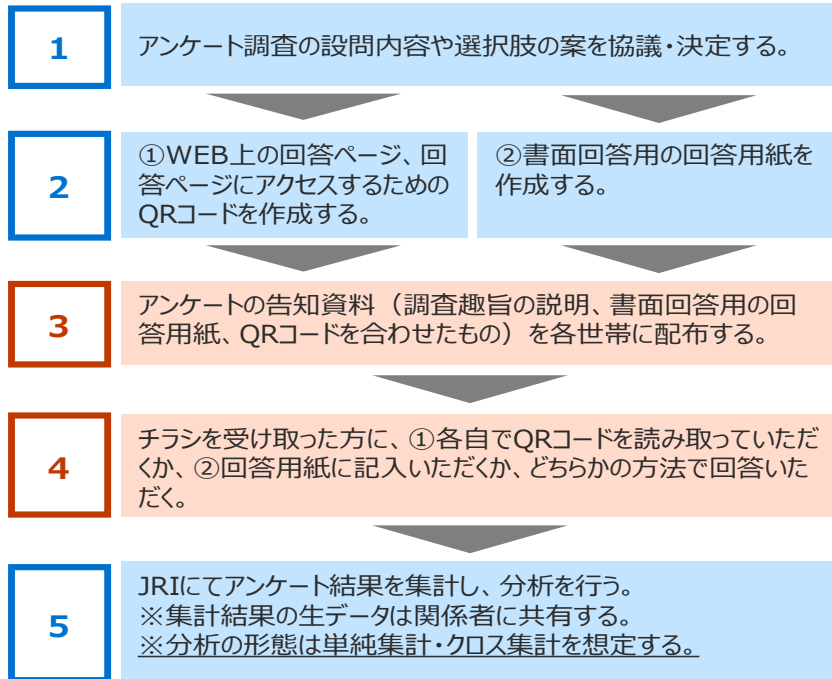 1
アンケート調査の設問内容や選択肢の案を協議・決定する。
2
①WEB上の回答ページ、回
答ページにアクセスするための
QRコードを作成する。
②書面回答用の回答用紙を
作成する。
3
アンケートの告知資料（調査趣旨の説明、書面回答用の回
答用紙、QRコードを合わせたもの）を各世帯に配布する。
4
チラシを受け取った方に、①各自でQRコードを読み取っていただ
くか、②回答用紙に記入いただくか、どちらかの方法で回答いた
だく。
5
JRIにてアンケート結果を集計し、分析を行う。
※集計結果の生データは関係者に共有する。
※分析の形態は単純集計・クロス集計を想定する。